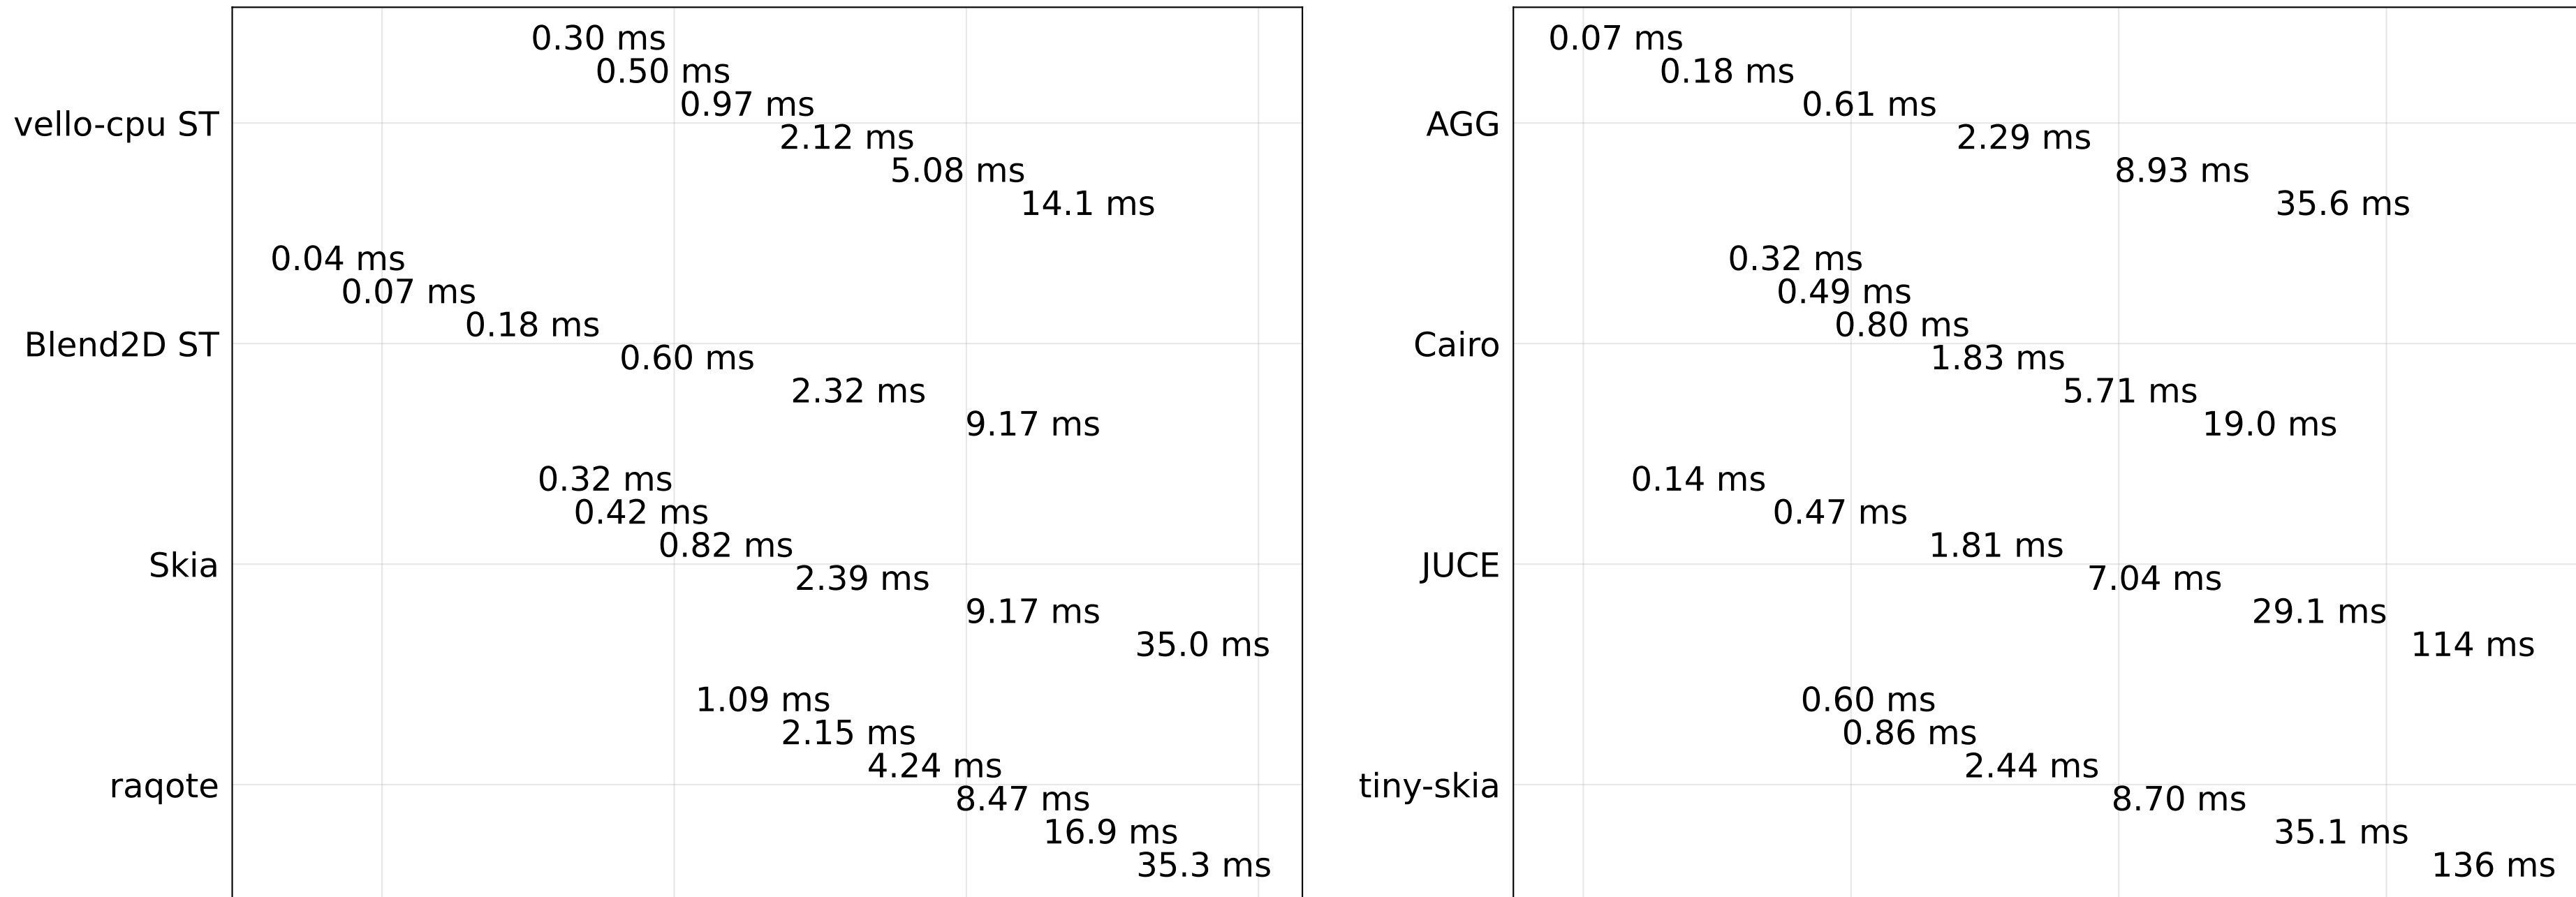 vello-cpu ST
0.30 ms
0.50 ms
0.97 ms
2.12 ms
5.08 ms
14.1 ms
Blend2D ST
0.04 ms
0.07 ms
0.18 ms
0.60 ms
2.32 ms
9.17 ms
Skia
0.32 ms
0.42 ms
0.82 ms
2.39 ms
9.17 ms
35.0 ms
raqote
1.09 ms
2.15 ms
4.24 ms
8.47 ms
16.9 ms
35.3 ms
AGG
0.07 ms
0.18 ms
0.61 ms
2.29 ms
8.93 ms
35.6 ms
Cairo
0.32 ms
0.49 ms
0.80 ms
1.83 ms
5.71 ms
19.0 ms
JUCE
0.14 ms
0.47 ms
1.81 ms
7.04 ms
29.1 ms
114 ms
tiny-skia
0.60 ms
0.86 ms
2.44 ms
8.70 ms
35.1 ms
136 ms